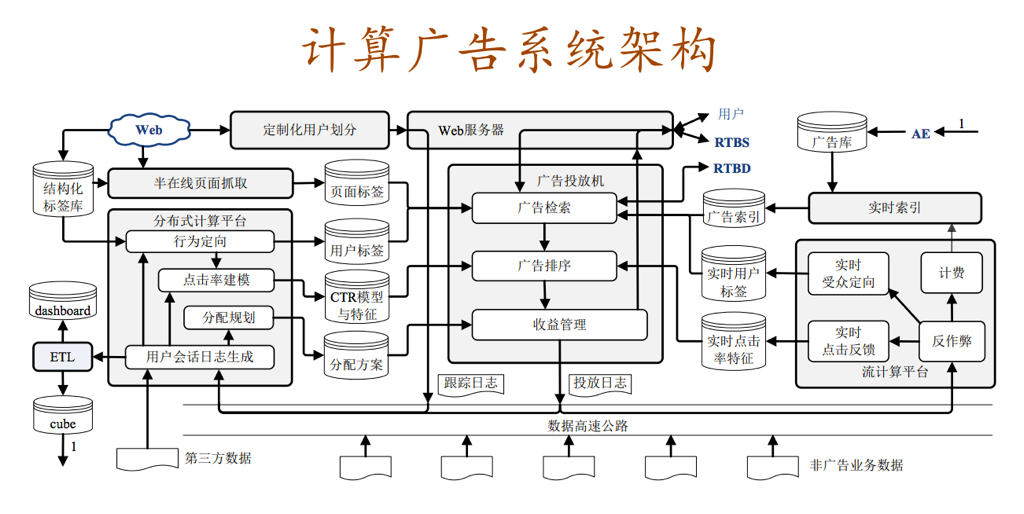 计算广告系统架构
Web
定制化用户划分
Web服务器
用户
RTBS
RTBD
广告库
AE
1
结构化
标签库
半在线页面抓取
页面标签
广告投放机
广告检索
广告索引
实时索引
分布式计算平台
行为定向
用户标签
点击率建模
CTR模型
与特征
广告排序
实时用户
标签
实时
受众定向
计费
dashboard
分配规划
收益管理
ETL
用户会话日志生成
分配方案
实时点击
率特征
实时
点击反馈
反作弊
流计算平台
cube
1
跟踪日志
投放日志
数据高速公路
第三方数据
非广告业务数据